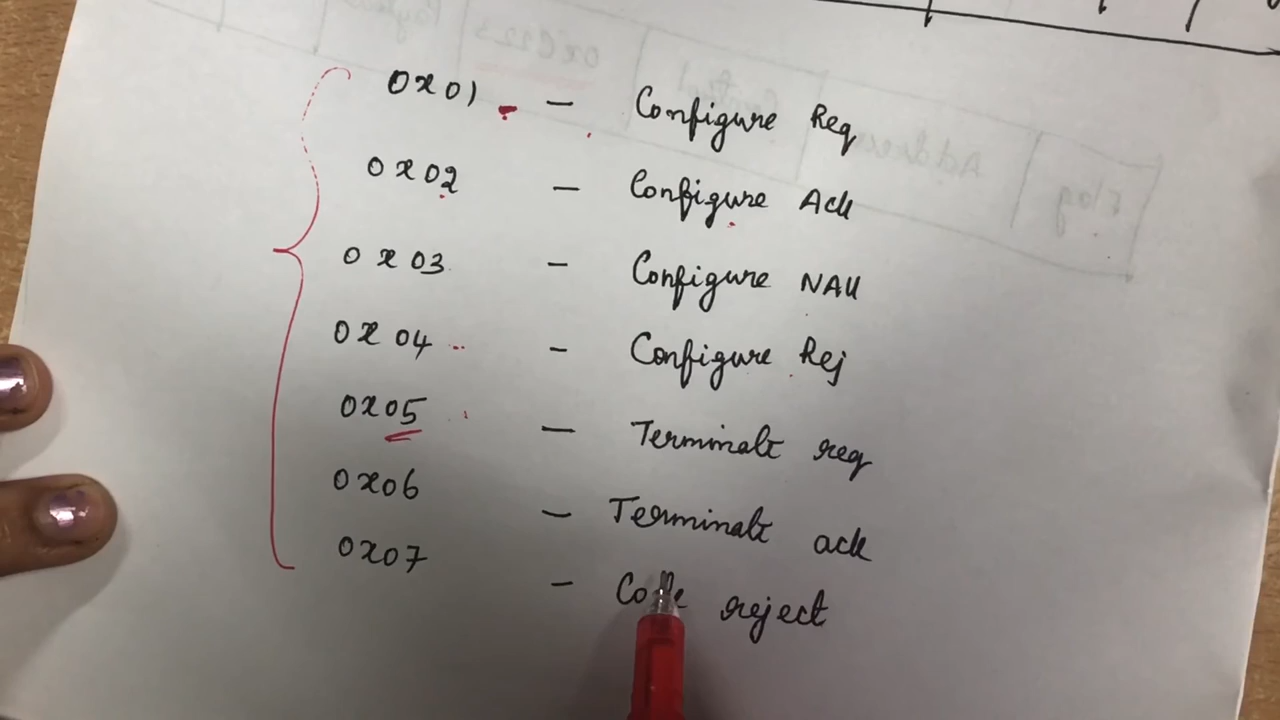 0x01 - Configure Req
0x02 - Configure Ack
0x03 - Configure NAK
0x04 - Configure Rej
0x05 - Terminate req
0x06 - Terminate ack
0x07 - Code reject